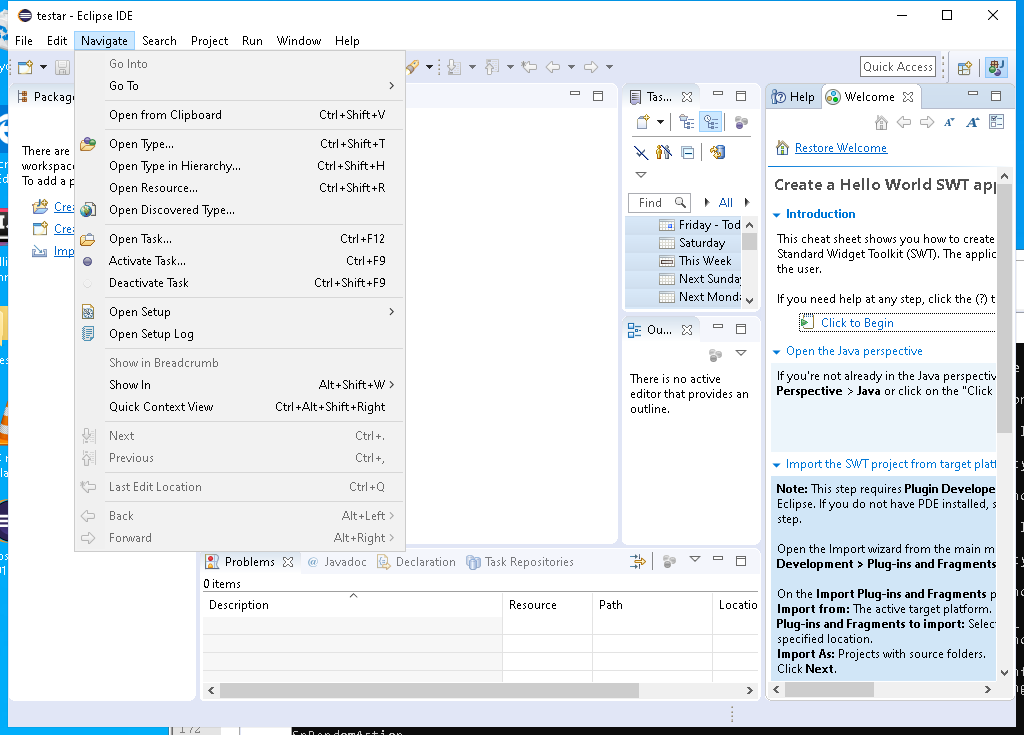 testar - Eclipse IDE
File Edit Navigate Search Project Run Window Help
Quick Access
Go Into
Go To
Open from Clipboard Ctrl+Shift+V
Open Type... Ctrl+Shift+T
Open Type in Hierarchy... Ctrl+Shift+H
Open Resource... Ctrl+Shift+R
Open Discovered Type...
Open Task... Ctrl+F12
Activate Task... Ctrl+F9
Deactivate Task Ctrl+Shift+F9
Open Setup
Open Setup Log
Show in Breadcrumb
Show In Alt+Shift+W
Quick Context View Ctrl+Alt+Shift+Right
Next Ctrl+.
Previous Ctrl+,
Last Edit Location Ctrl+Q
Back Alt+Left
Forward Alt+Right
Packag
There are
workspac
To add a p
Crea
Crea
Imp
Tas...
Find All
Friday - Tod
Saturday
This Week
Next Sunday
Next Monda
Ou...
There is no active
editor that provides an
outline.
Help Welcome
Restore Welcome
Create a Hello World SWT app
Introduction
This cheat sheet shows you how to create
Standard Widget Toolkit (SWT). The applic
the user.
If you need help at any step, click the (?) t
Click to Begin
Open the Java perspective
If you're not already in the Java perspectiv
Perspective > Java or click on the "Click
Import the SWT project from target platf
Note: This step requires Plugin Develope
Eclipse. If you do not have PDE installed, s
step.
Open the Import wizard from the main m
Development > Plug-ins and Fragments
On the Import Plug-ins and Fragments p
Import from: The active target platform.
Plug-ins and Fragments to import: Selec
specified location.
Import As: Projects with source folders.
Click Next.
Problems @ Javadoc Declaration Task Repositories
0 items
Description Resource Path Locatio
172